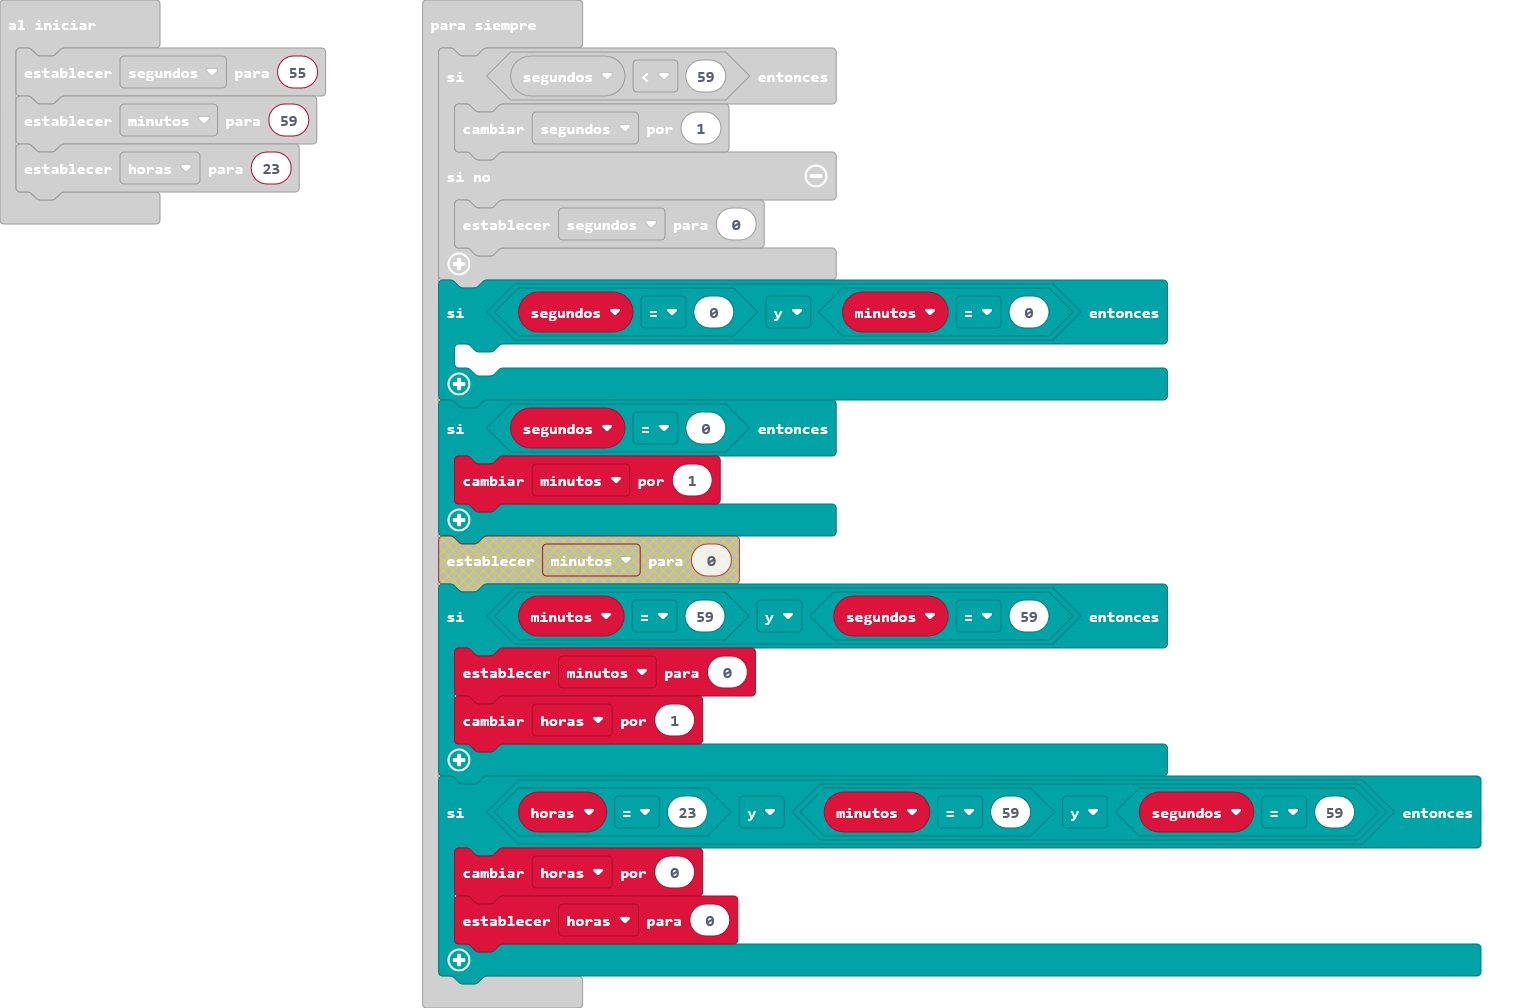 al iniciar
establecer segundos para 55
establecer minutos para 59
establecer horas para 23
para siempre
si segundos < 59 entonces
cambiar segundos por 1
si no
establecer segundos para 0
si segundos = 0 y minutos = 0 entonces
si segundos = 0 entonces
cambiar minutos por 1
establecer minutos para 0
si minutos = 59 y segundos = 59 entonces
establecer minutos para 0
cambiar horas por 1
si horas = 23 y minutos = 59 y segundos = 59 entonces
cambiar horas por 0
establecer horas para 0